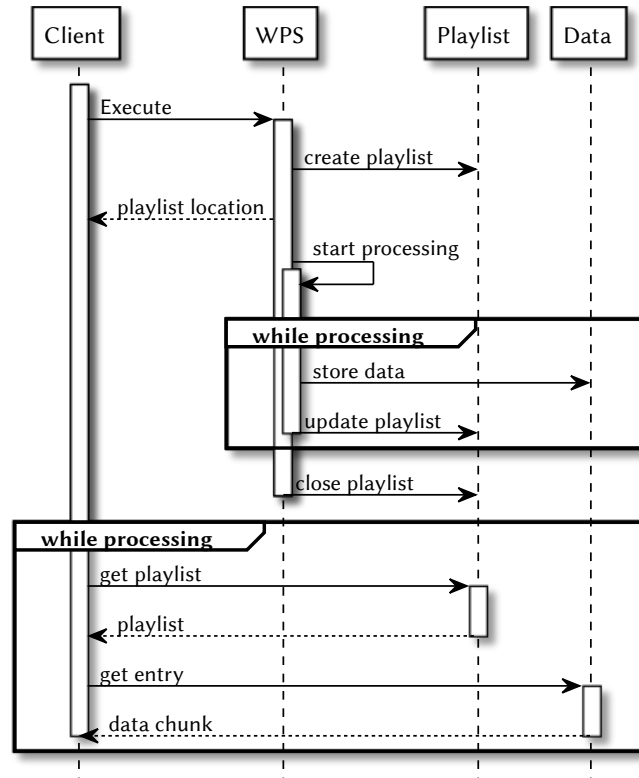 Client WPS Playlist Data
Execute
create playlist
playlist location
start processing
while processing
store data
update playlist
close playlist
while processing
get playlist
playlist
get entry
data chunk